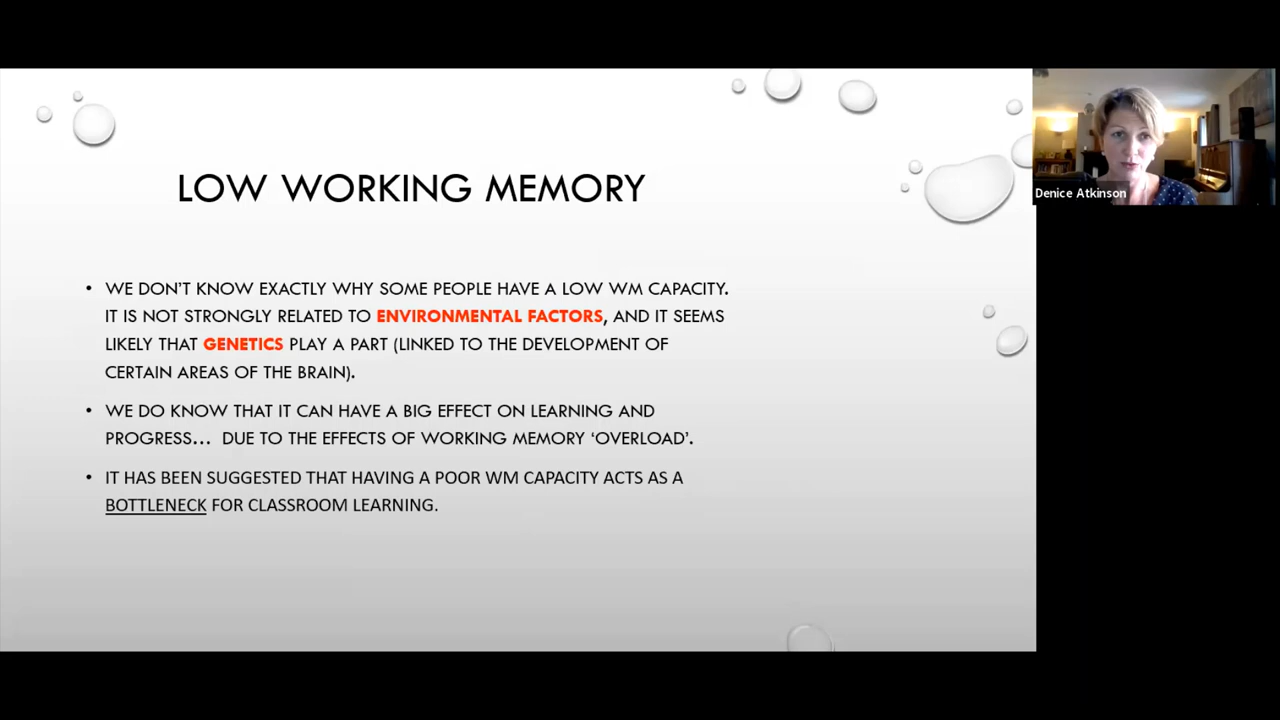 LOW WORKING MEMORY
• WE DON'T KNOW EXACTLY WHY SOME PEOPLE HAVE A LOW WM CAPACITY.
IT IS NOT STRONGLY RELATED TO ENVIRONMENTAL FACTORS, AND IT SEEMS
LIKELY THAT GENETICS PLAY A PART (LINKED TO THE DEVELOPMENT OF
CERTAIN AREAS OF THE BRAIN).
• WE DO KNOW THAT IT CAN HAVE A BIG EFFECT ON LEARNING AND
PROGRESS... DUE TO THE EFFECTS OF WORKING MEMORY ‘OVERLOAD’.
• IT HAS BEEN SUGGESTED THAT HAVING A POOR WM CAPACITY ACTS AS A
BOTTLENECK FOR CLASSROOM LEARNING.
Denice Atkinson